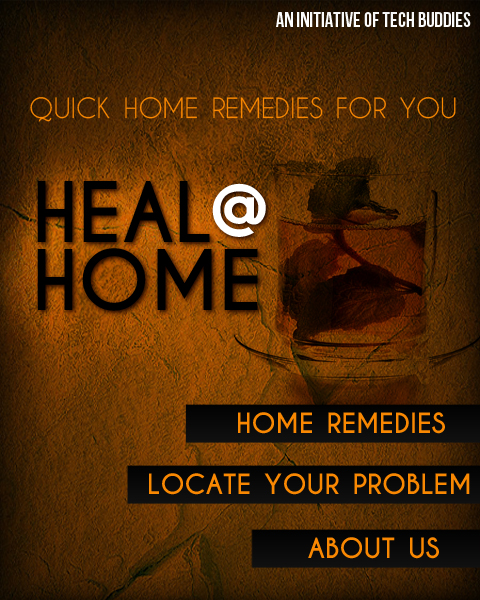 AN INITIATIVE OF TECH BUDDIES
QUICK HOME REMEDIES FOR YOU
HEAL@
HOME
HOME REMEDIES
LOCATE YOUR PROBLEM
ABOUT US